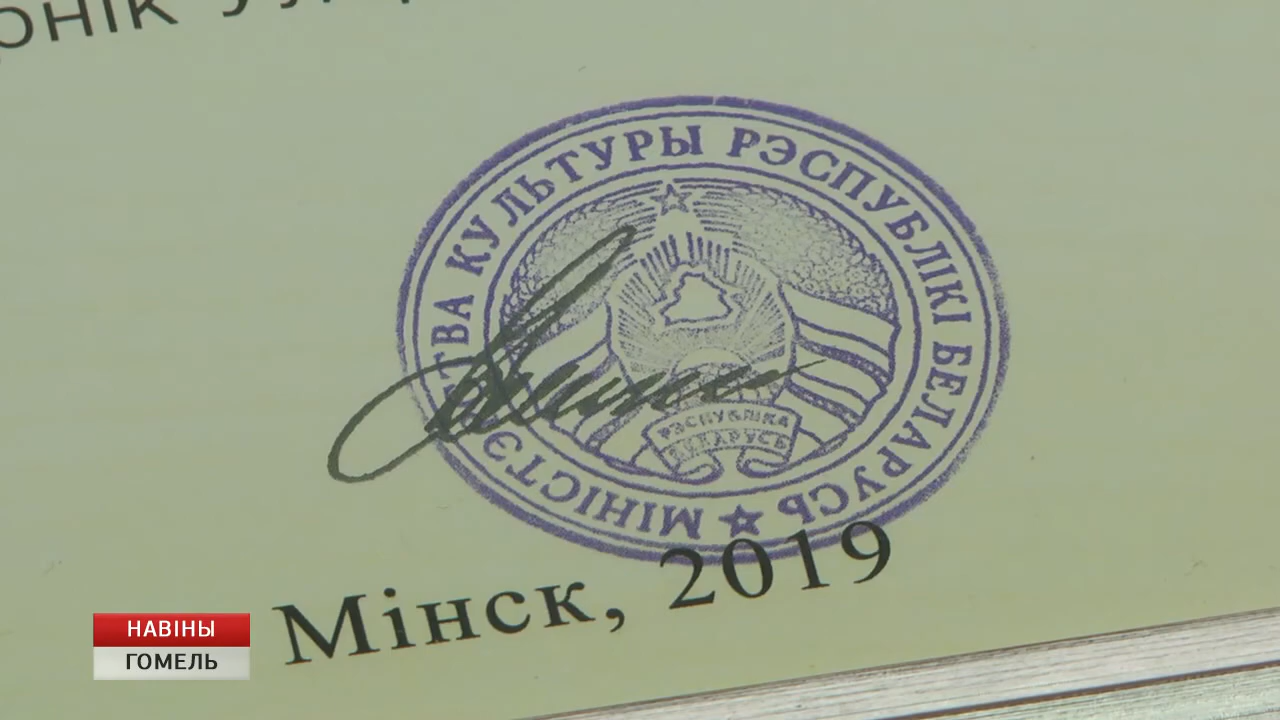 МІНІСТЭРСТВА КУЛЬТУРЫ РЭСПУБЛІКІ БЕЛАРУСЬ
РЭСПУБЛІКА
БЕЛАРУСЬ
Мінск, 2019
НАВІНЫ
ГОМЕЛЬ